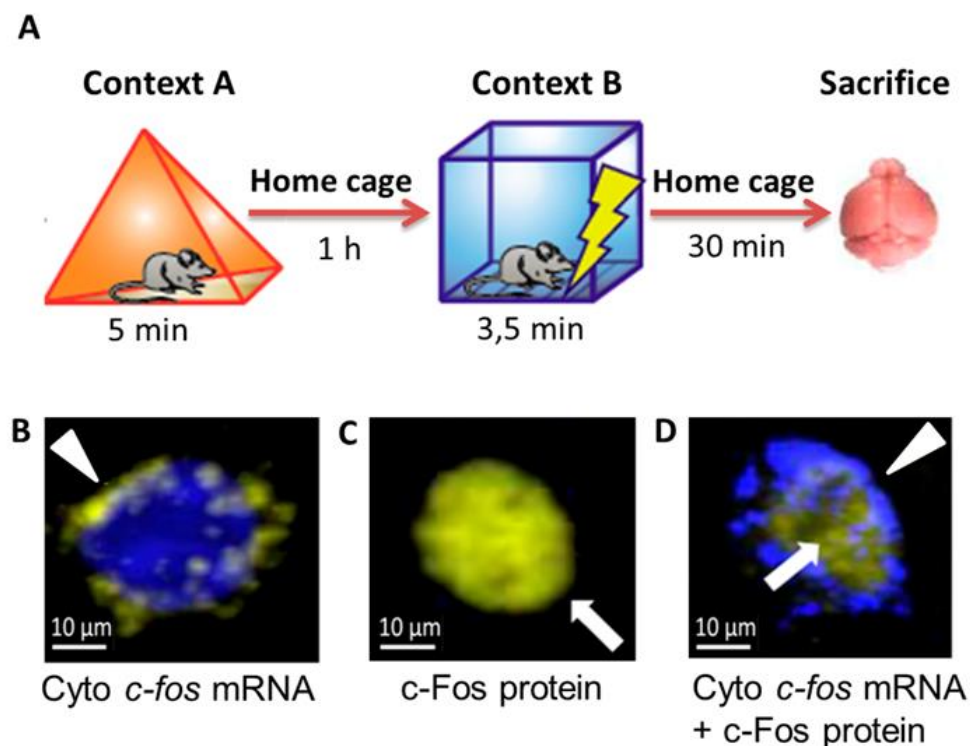 A
Context A
Context B
Sacrifice
Home cage
Home cage
1 h
30 min
5 min
3,5 min
B
C
D
10 µm
10 µm
10 µm
Cyto c-fos mRNA
c-Fos protein
Cyto c-fos mRNA
+ c-Fos protein